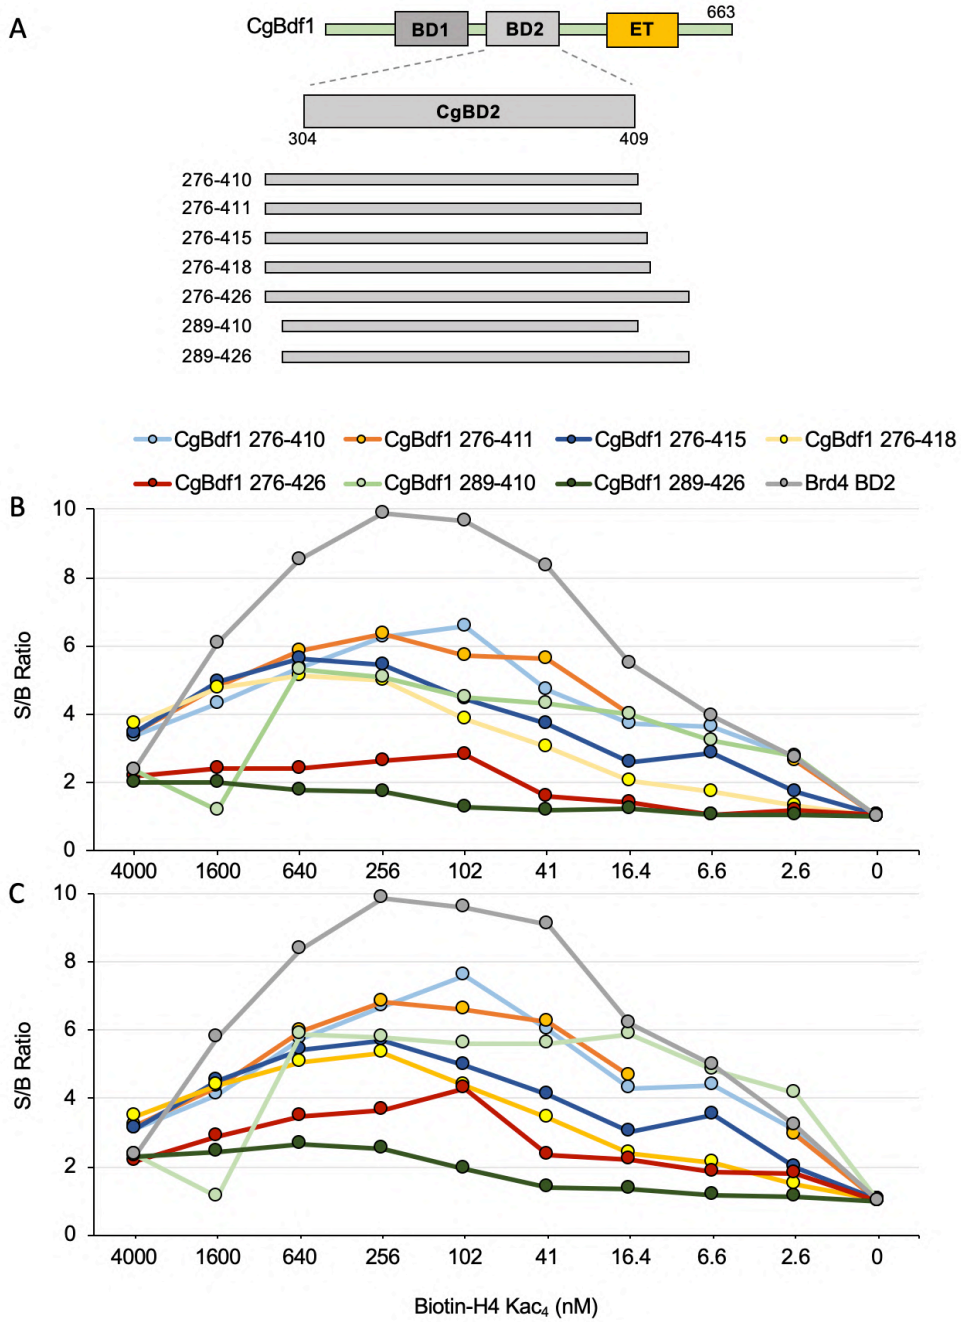 A
CgBdf1
BD1
BD2
ET
663
CgBD2
304
409
276-410
276-411
276-415
276-418
276-426
289-410
289-426
CgBdf1 276-410
CgBdf1 276-411
CgBdf1 276-415
CgBdf1 276-418
CgBdf1 276-426
CgBdf1 289-410
CgBdf1 289-426
Brd4 BD2
B
S/B Ratio
10
8
6
4
2
0
4000 1600 640 256 102 41 16.4 6.6 2.6 0
C
S/B Ratio
10
8
6
4
2
0
4000 1600 640 256 102 41 16.4 6.6 2.6 0
Biotin-H4 Kac₄ (nM)